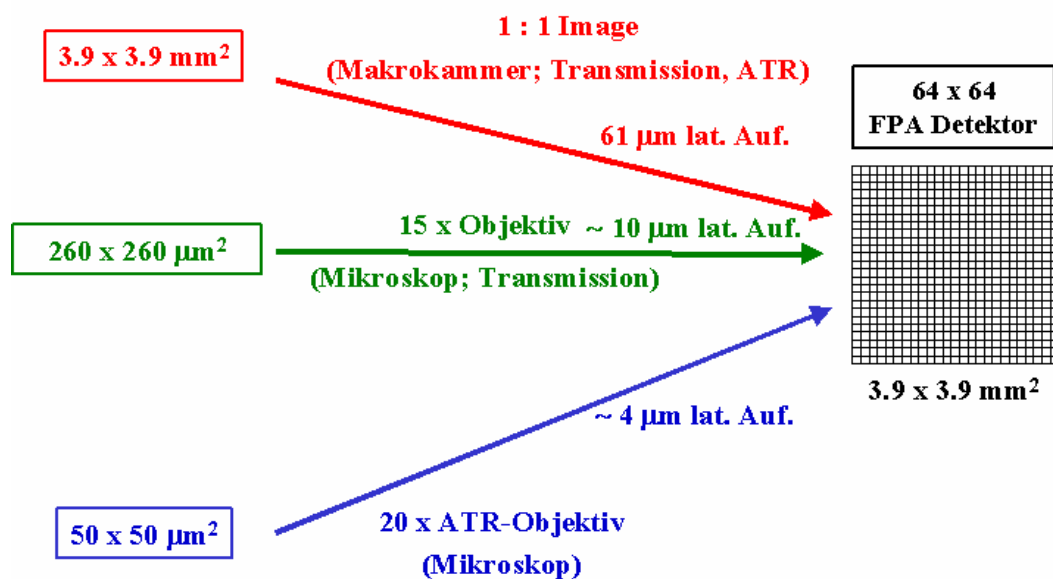 3.9 x 3.9 mm²
1 : 1 Image
(Makrokammer; Transmission, ATR)
61 µm lat. Auf.
64 x 64
FPA Detektor
260 x 260 µm²
15 x Objektiv ~ 10 µm lat. Auf.
(Mikroskop; Transmission)
3.9 x 3.9 mm²
~ 4 µm lat. Auf.
50 x 50 µm²
20 x ATR-Objektiv
(Mikroskop)